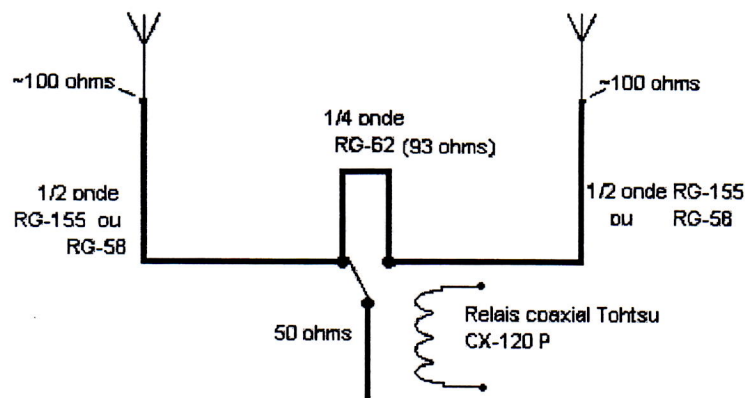 ~100 ohms
~100 ohms
1/4 onde
RG-62 (93 ohms)
1/2 onde
RG-155 ou
RG-58
1/2 onde RG-155
ou RG-58
50 ohms
Relais coaxial Tohtsu
CX-120 P